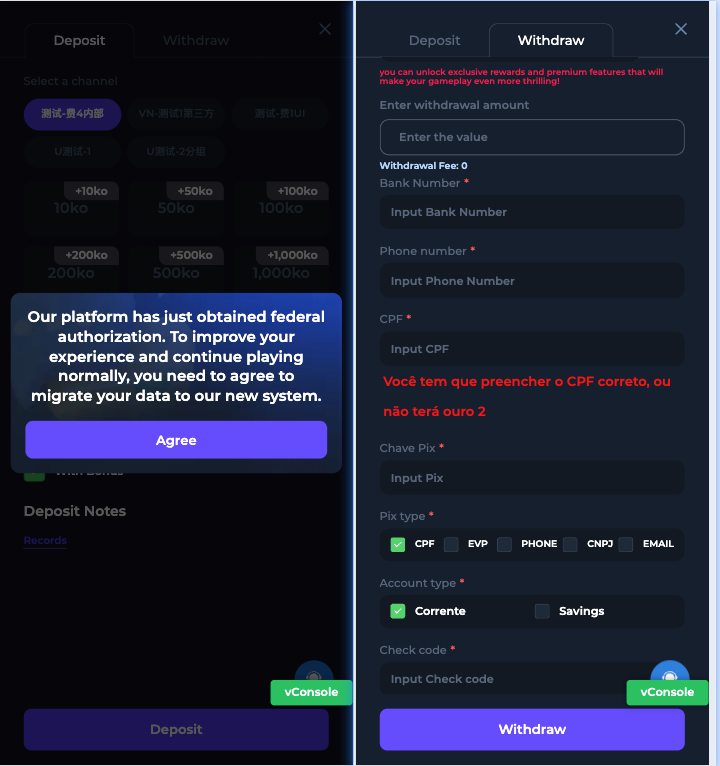 Deposit
Withdraw
Select a channel
测试-费4内部
VN-测试1第三方
测试-费1U1
U测试-1
U测试-2分组
+10ko
10ko
+50ko
50ko
+100ko
100ko
+200ko
200ko
+500ko
500ko
+1,000ko
1,000ko
Our platform has just obtained federal
authorization. To improve your
experience and continue playing
normally, you need to agree to
migrate your data to our new system.
Agree
With Bonus
Deposit Notes
Records
vConsole
Deposit
Deposit
Withdraw
you can unlock exclusive rewards and premium features that will
make your gameplay even more thrilling!
Enter withdrawal amount
Enter the value
Withdrawal Fee: 0
Bank Number *
Input Bank Number
Phone number *
Input Phone Number
CPF *
Input CPF
Você tem que preencher o CPF correto, ou
não terá ouro 2
Chave Pix *
Input Pix
Pix type *
CPF EVP PHONE CNPJ EMAIL
Account type *
Corrente Savings
Check code *
Input Check code
vConsole
Withdraw